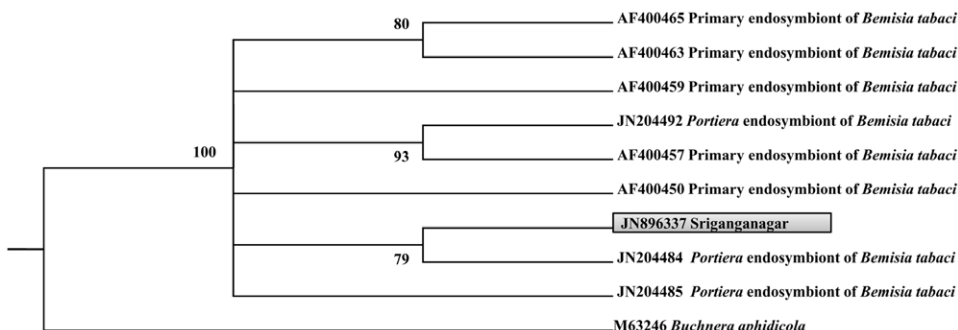 AF400465 Primary endosymbiont of Bemisia tabaci
80
AF400463 Primary endosymbiont of Bemisia tabaci
AF400459 Primary endosymbiont of Bemisia tabaci
JN204492 Portiera endosymbiont of Bemisia tabaci
100
93
AF400457 Primary endosymbiont of Bemisia tabaci
AF400450 Primary endosymbiont of Bemisia tabaci
JN896337 Sriganganagar
79
JN204484 Portiera endosymbiont of Bemisia tabaci
JN204485 Portiera endosymbiont of Bemisia tabaci
M63246 Buchnera aphidicola